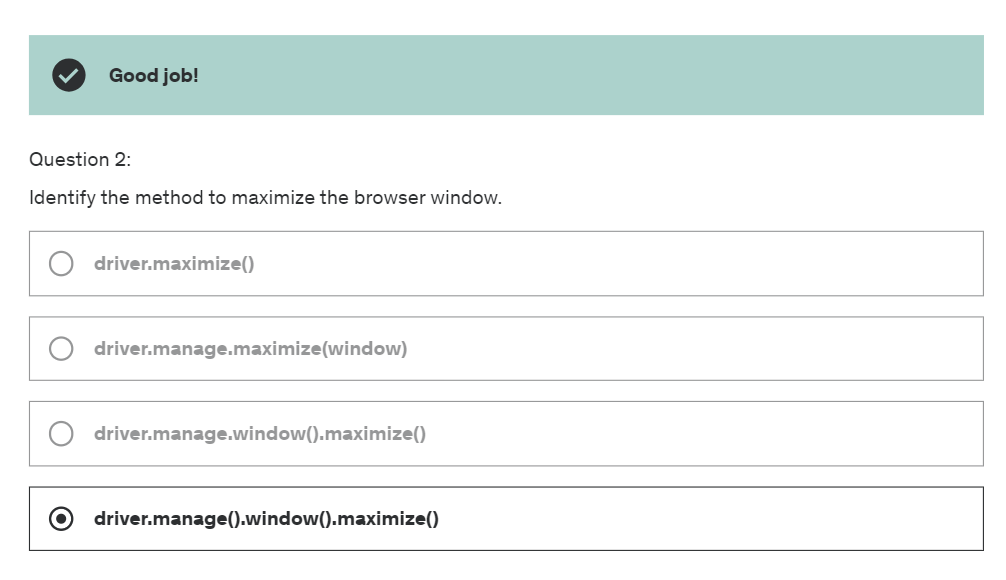 Good job!
Question 2:
Identify the method to maximize the browser window.
driver.maximize()
driver.manage.maximize(window)
driver.manage.window().maximize()
driver.manage().window().maximize()